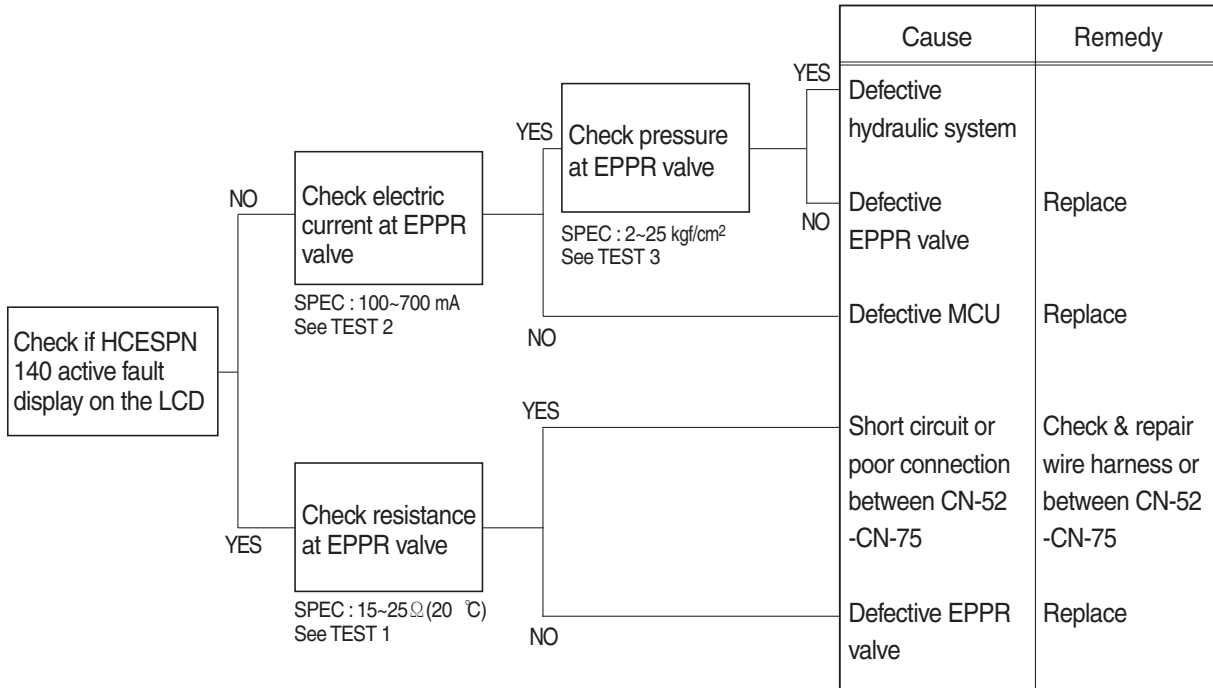 Cause
Remedy
YES
Defective
hydraulic system
YES
Check pressure
at EPPR valve
NO
Check electric
current at EPPR
valve
NO
Defective
EPPR valve
Replace
SPEC : 2~25 kgf/cm²
See TEST 3
SPEC : 100~700 mA
See TEST 2
Defective MCU
Replace
NO
Check if HCESPN
140 active fault
display on the LCD
YES
Short circuit or
poor connection
between CN-52
-CN-75
Check & repair
wire harness or
between CN-52
-CN-75
Check resistance
at EPPR valve
YES
SPEC : 15~25Ω(20 ℃)
See TEST 1
NO
Defective EPPR
valve
Replace